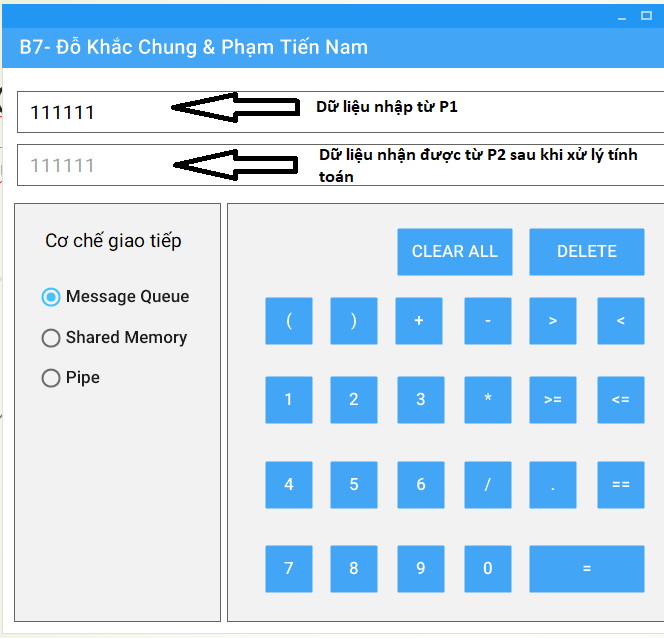 B7- Đỗ Khắc Chung & Phạm Tiến Nam
111111
Dữ liệu nhập từ P1
111111
Dữ liệu nhận được từ P2 sau khi xử lý tính
toán
Cơ chế giao tiếp
Message Queue
Shared Memory
Pipe
CLEAR ALL DELETE
( ) + - > <
1 2 3 * >= <=
4 5 6 / . ==
7 8 9 0 =